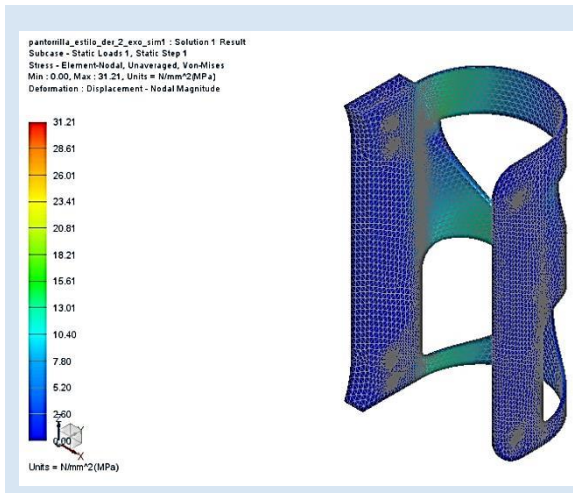 pantorrilla_estilo_der_2_exo_sim1 : Solution 1 Result
Subcase - Static Loads 1, Static Step 1
Stress - Element-Nodal, Unaveraged, Von-Mises
Min : 0.00, Max : 31.21, Units = N/mm^2(MPa)
Deformation : Displacement - Nodal Magnitude
31.21
28.61
26.01
23.41
20.81
18.21
15.61
13.01
10.40
7.80
5.20
2.60
0.00
Z
Y
X
Units = N/mm^2(MPa)